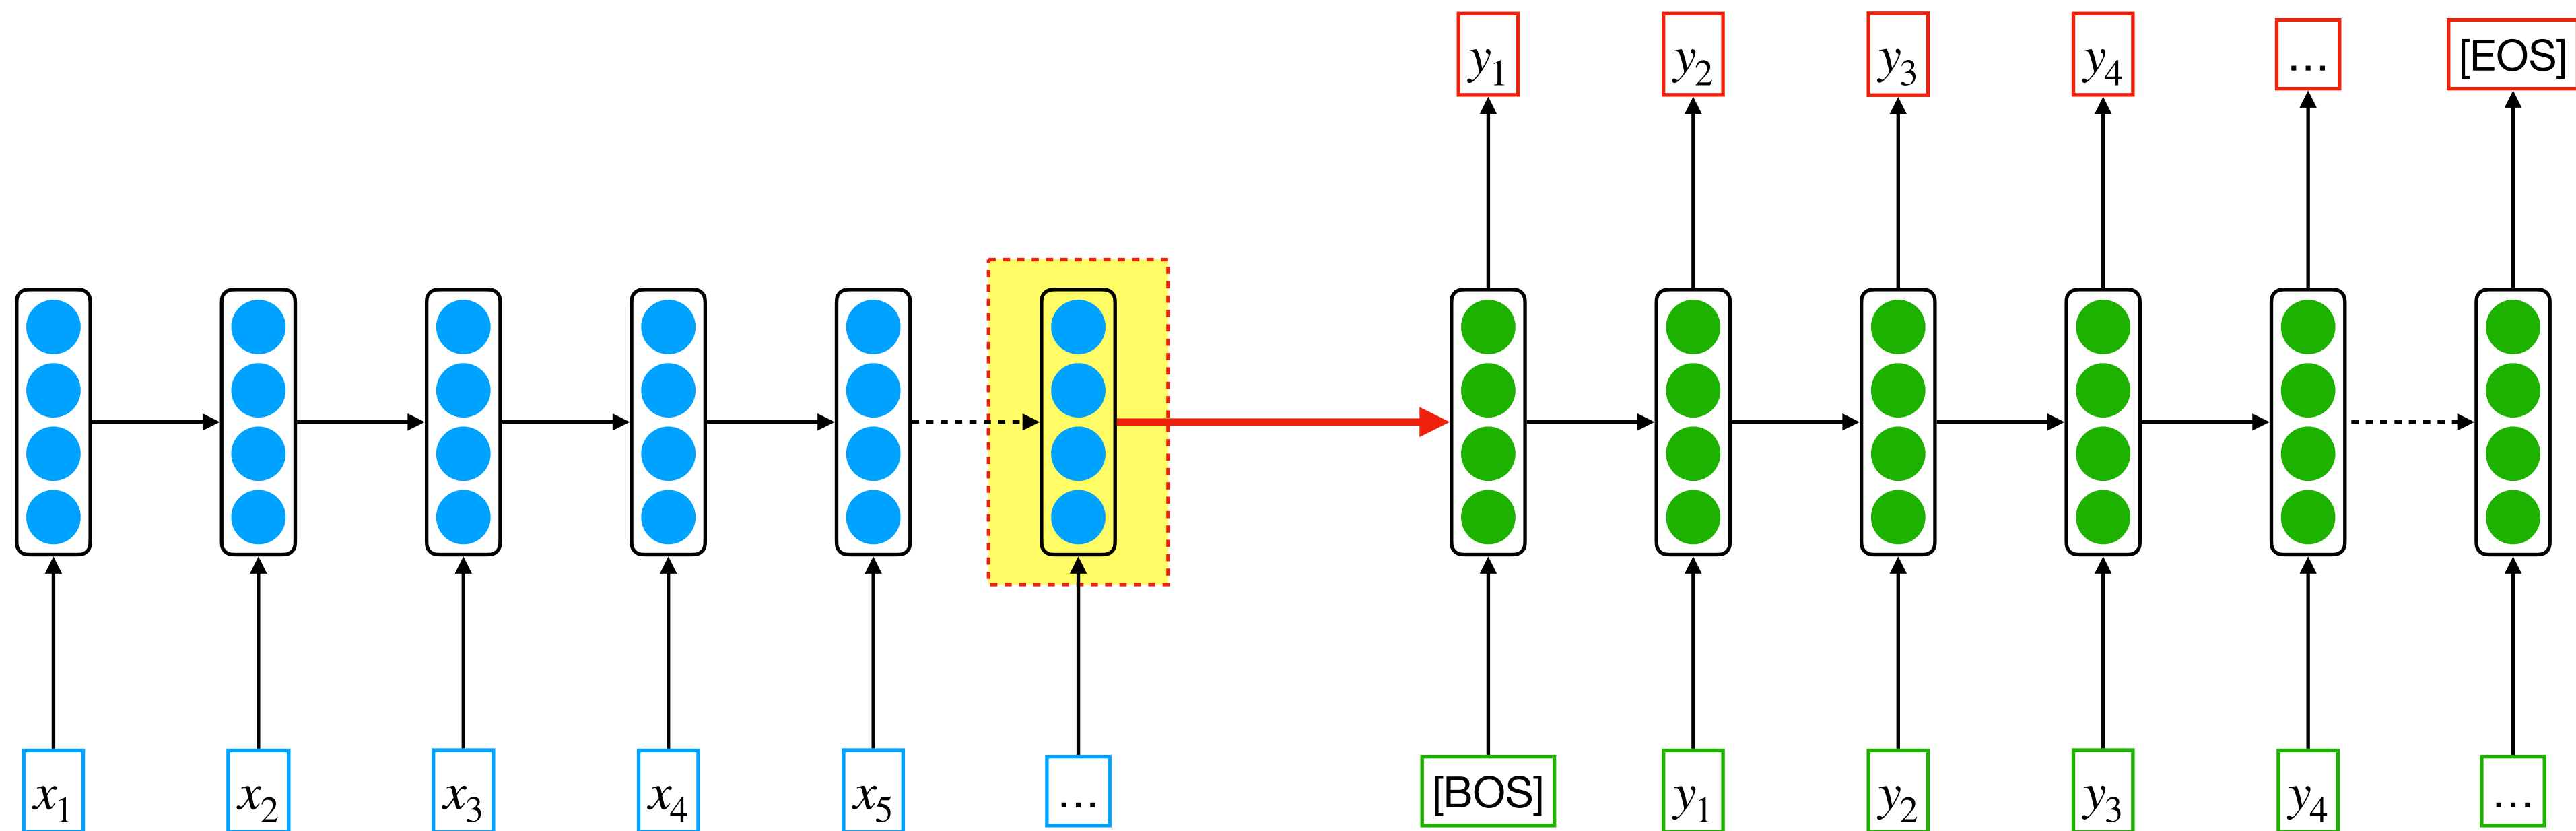 y₁ y₂ y₃ y₄ ... [EOS]
x₁ x₂ x₃ x₄ x₅ ... [BOS] y₁ y₂ y₃ y₄ ...